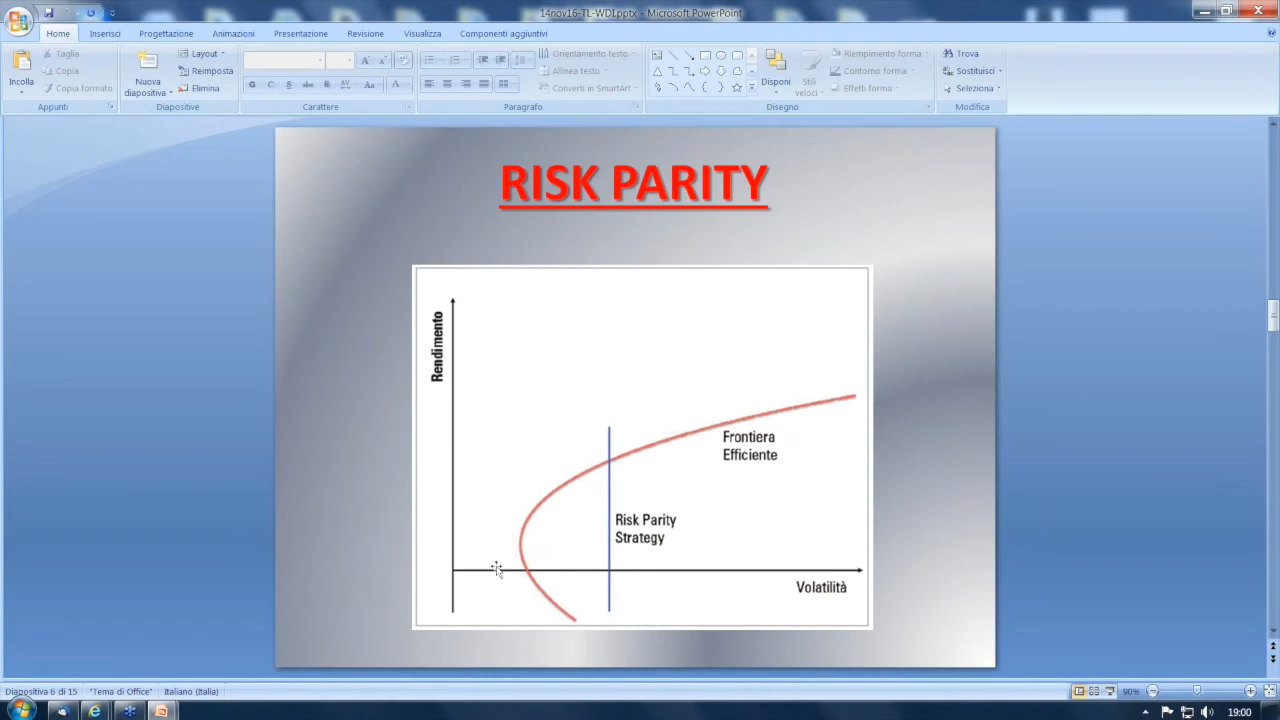 14nov16-TL-WDI.pptx - Microsoft PowerPoint
Home Inserisci Progettazione Animazioni Presentazione Revisione Visualizza Componenti aggiuntivi
Incolla
Taglia
Copia
Copia formato
Appunti
Nuova
diapositiva
Layout
Reimposta
Elimina
Diapositive
G C S abc S AV Aa A
Carattere
Orientamento testo
Allinea testo
Converti in SmartArt
Paragrafo
Disponi
Stili
veloci
Riempimento forma
Contorno forma
Effetti forma
Disegno
Trova
Sostituisci
Seleziona
Modifica
RISK PARITY
Rendimento
Frontiera
Efficiente
Risk Parity
Strategy
Volatilità
Diapositiva 6 di 15 "Tema di Office" Italiano (Italia) 90%
19:00